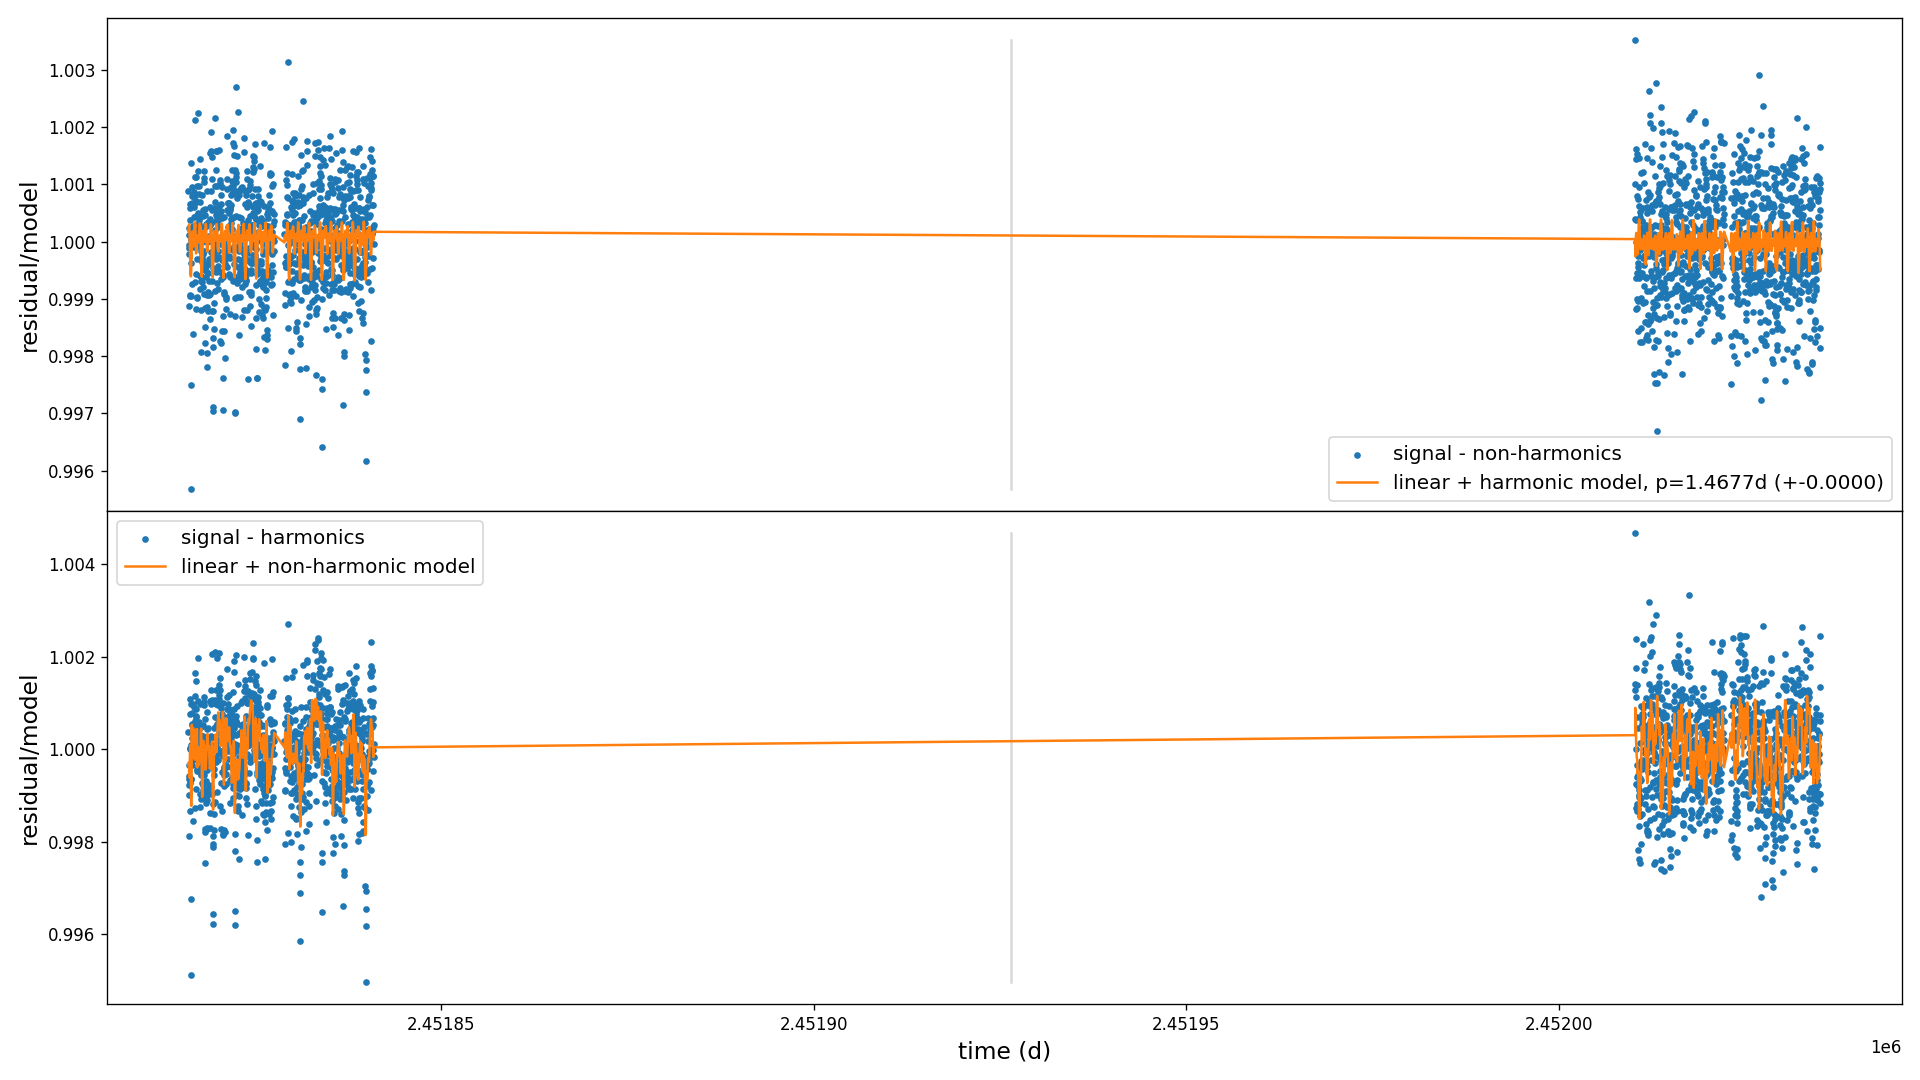 1.003
1.002
1.001
1.000
0.999
0.998
0.997
0.996
residual/model
signal - non-harmonics
linear + harmonic model, p=1.4677d (+-0.0000)
signal - harmonics
linear + non-harmonic model
1.004
1.002
1.000
0.998
0.996
residual/model
2.45185
2.45190
2.45195
2.45200
1e6
time (d)